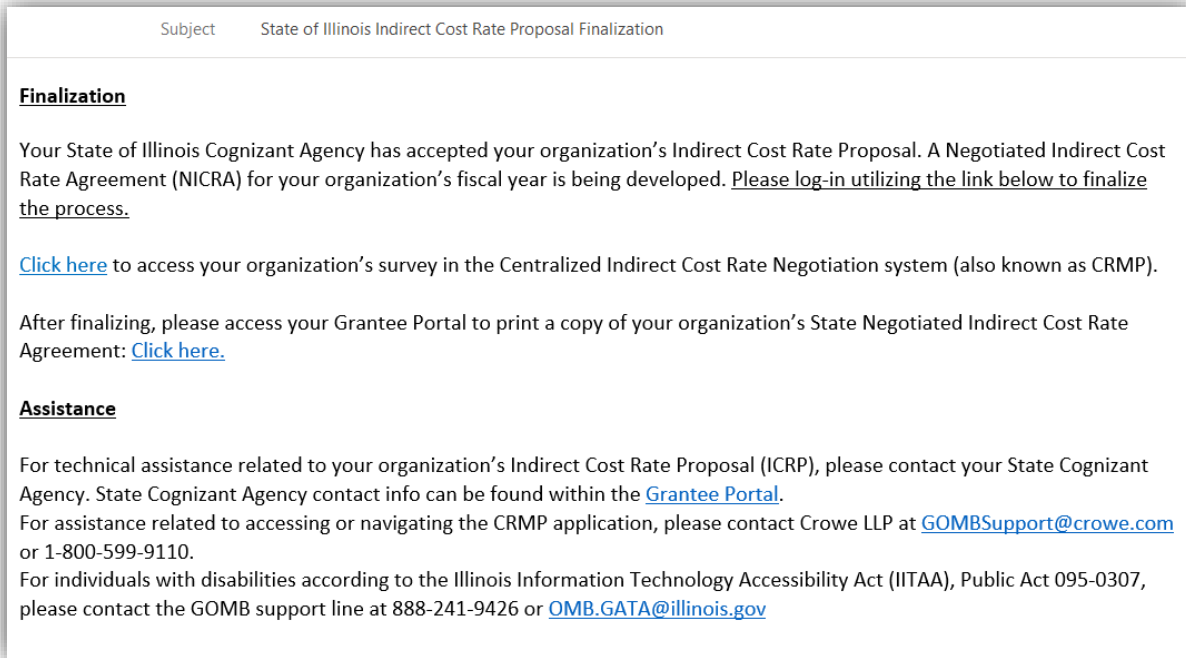 Subject State of Illinois Indirect Cost Rate Proposal Finalization
Finalization
Your State of Illinois Cognizant Agency has accepted your organization’s Indirect Cost Rate Proposal. A Negotiated Indirect Cost
Rate Agreement (NICRA) for your organization’s fiscal year is being developed. Please log-in utilizing the link below to finalize
the process.
Click here to access your organization’s survey in the Centralized Indirect Cost Rate Negotiation system (also known as CRMP).
After finalizing, please access your Grantee Portal to print a copy of your organization’s State Negotiated Indirect Cost Rate
Agreement: Click here.
Assistance
For technical assistance related to your organization’s Indirect Cost Rate Proposal (ICRP), please contact your State Cognizant
Agency. State Cognizant Agency contact info can be found within the Grantee Portal.
For assistance related to accessing or navigating the CRMP application, please contact Crowe LLP at GOMBSupport@crowe.com
or 1-800-599-9110.
For individuals with disabilities according to the Illinois Information Technology Accessibility Act (IITAA), Public Act 095-0307,
please contact the GOMB support line at 888-241-9426 or OMB.GATA@illinois.gov